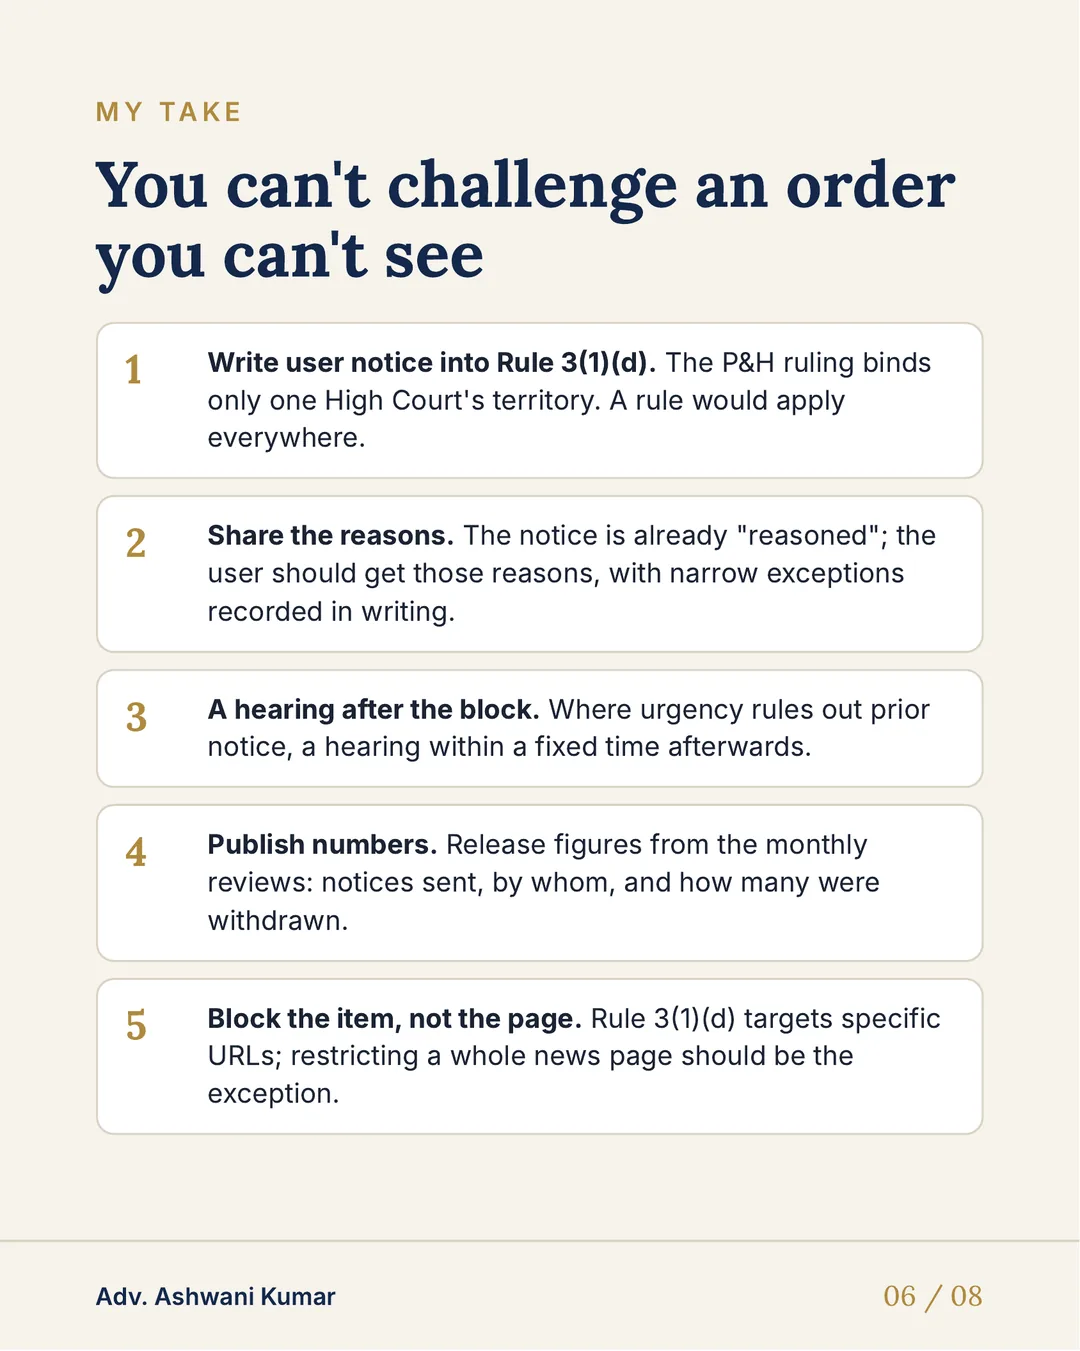 MY TAKE
You can't challenge an order
you can't see
1
Write user notice into Rule 3(1)(d). The P&H ruling binds
only one High Court's territory. A rule would apply
everywhere.
2
Share the reasons. The notice is already "reasoned"; the
user should get those reasons, with narrow exceptions
recorded in writing.
3
A hearing after the block. Where urgency rules out prior
notice, a hearing within a fixed time afterwards.
4
Publish numbers. Release figures from the monthly
reviews: notices sent, by whom, and how many were
withdrawn.
5
Block the item, not the page. Rule 3(1)(d) targets specific
URLs; restricting a whole news page should be the
exception.
Adv. Ashwani Kumar
06 / 08